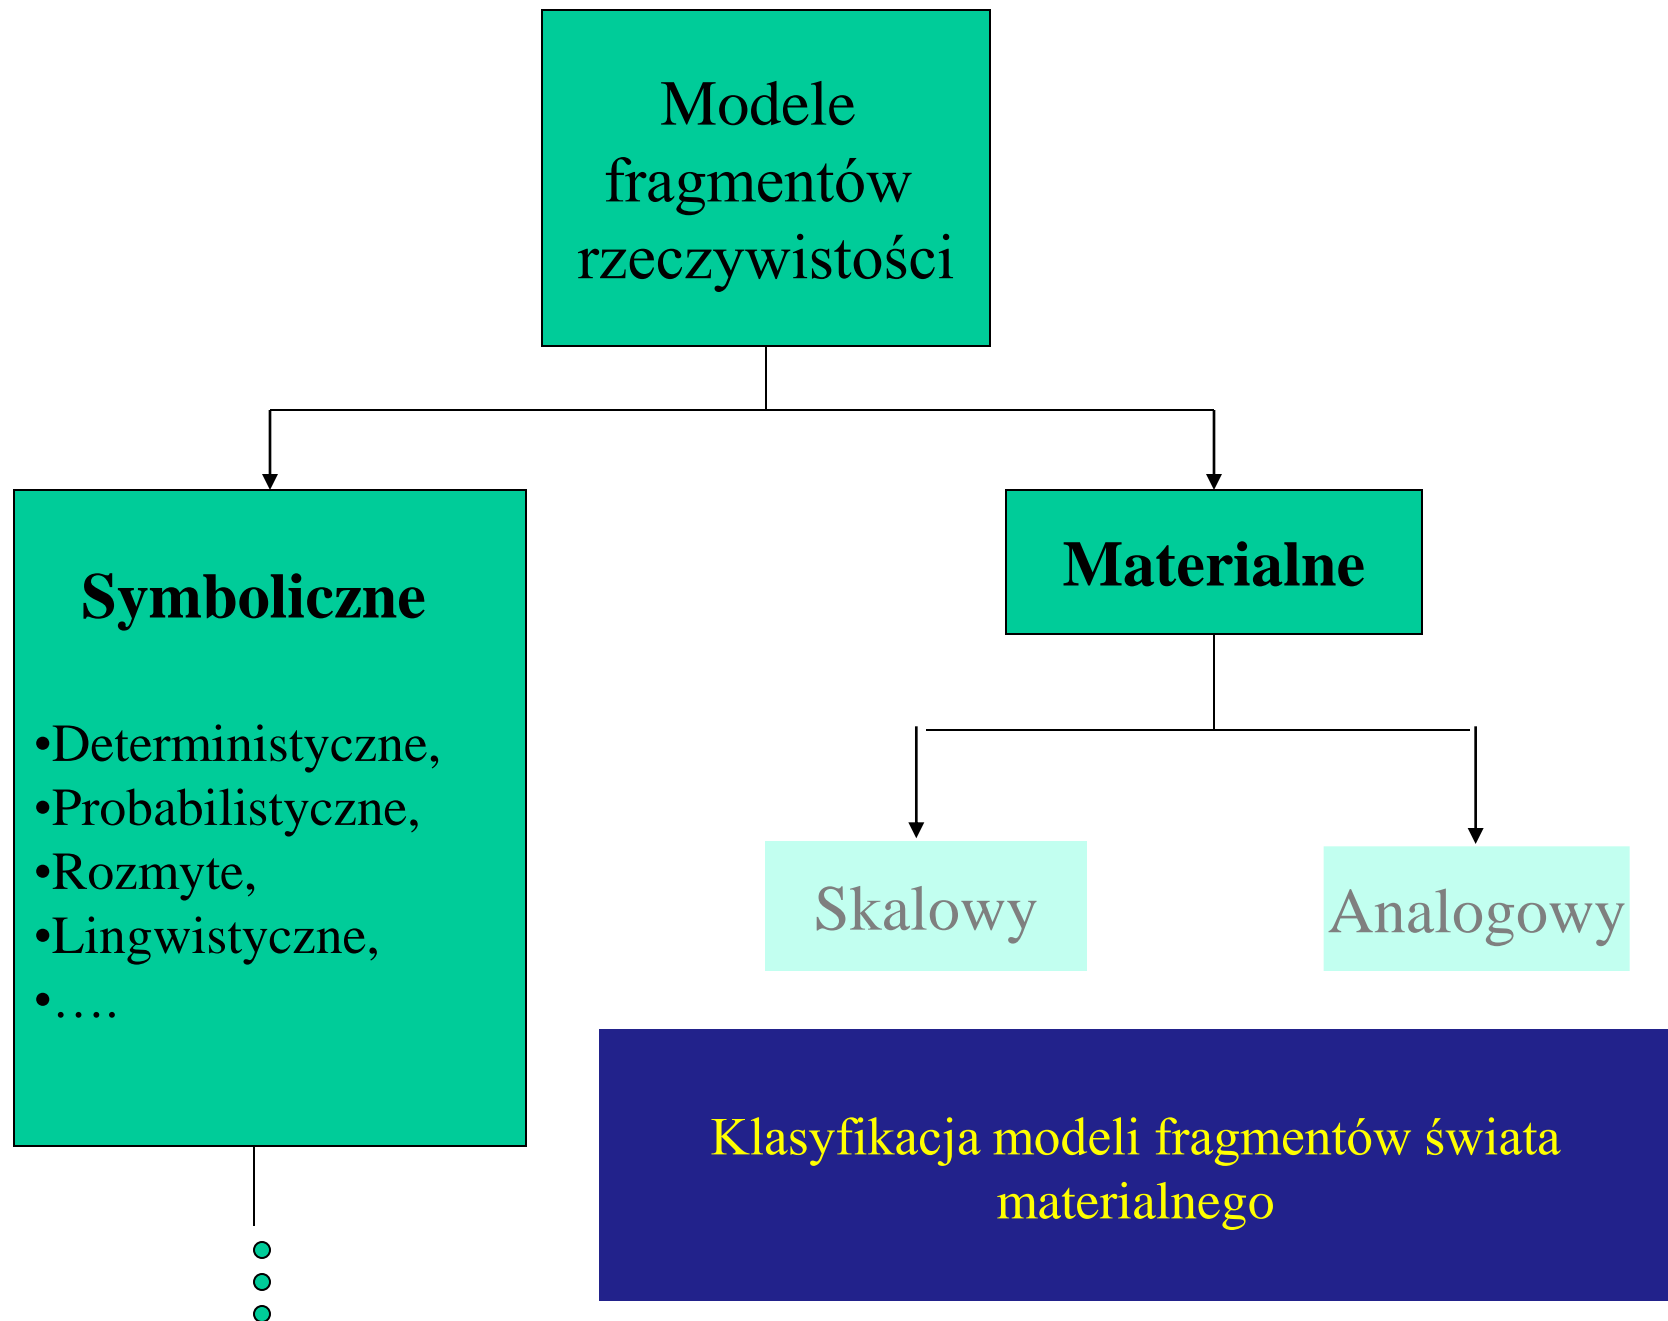 Modele
fragmentów
rzeczywistości
Symboliczne
•Deterministyczne,
•Probabilistyczne,
•Rozmyte,
•Lingwistyczne,
•….
Materialne
Skalowy
Analogowy
Klasyfikacja modeli fragmentów świata
materialnego